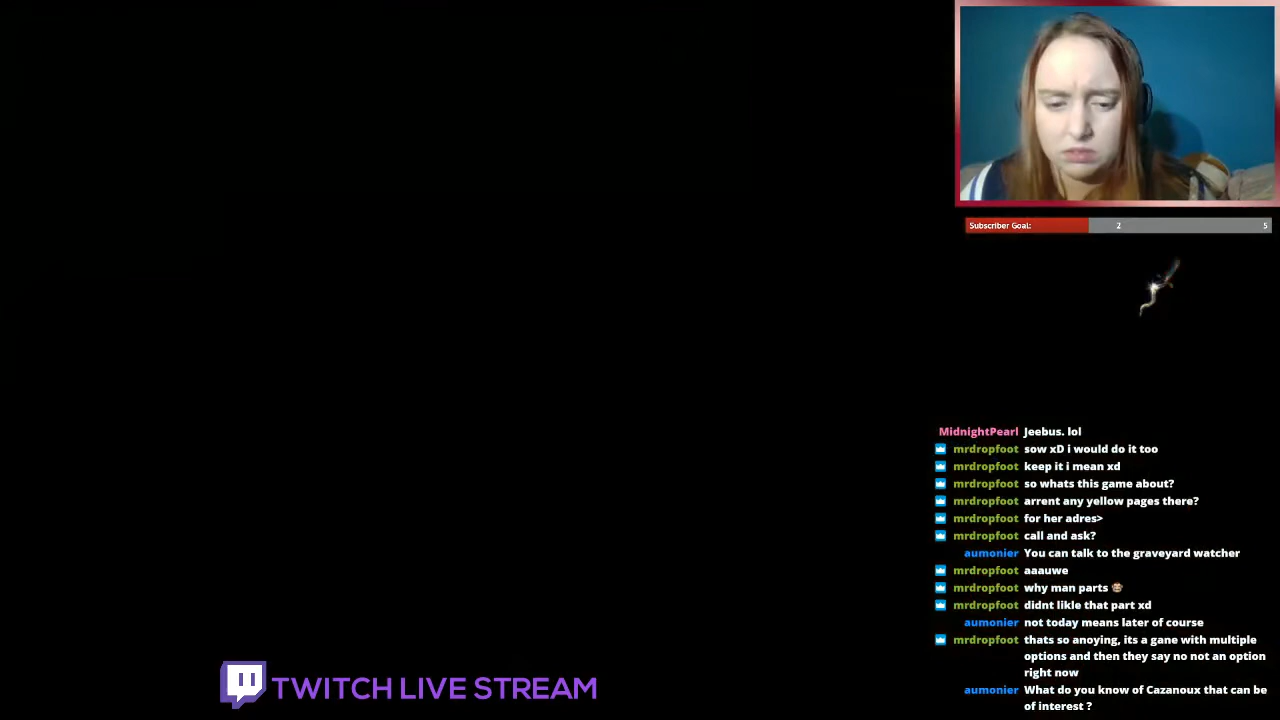 Subscriber Goal: 2 5
MidnightPearl Jeebus. lol
mrdropfoot sow xD i would do it too
mrdropfoot keep it i mean xd
mrdropfoot so whats this game about?
mrdropfoot arrent any yellow pages there?
mrdropfoot for her adres>
mrdropfoot call and ask?
aumonier You can talk to the graveyard watcher
mrdropfoot aaauwe
mrdropfoot why man parts 🙊
mrdropfoot didnt likle that part xd
aumonier not today means later of course
mrdropfoot thats so anoying, its a gane with multiple
options and then they say no not an option
right now
aumonier What do you know of Cazanoux that can be
of interest ?
TWITCH LIVE STREAM